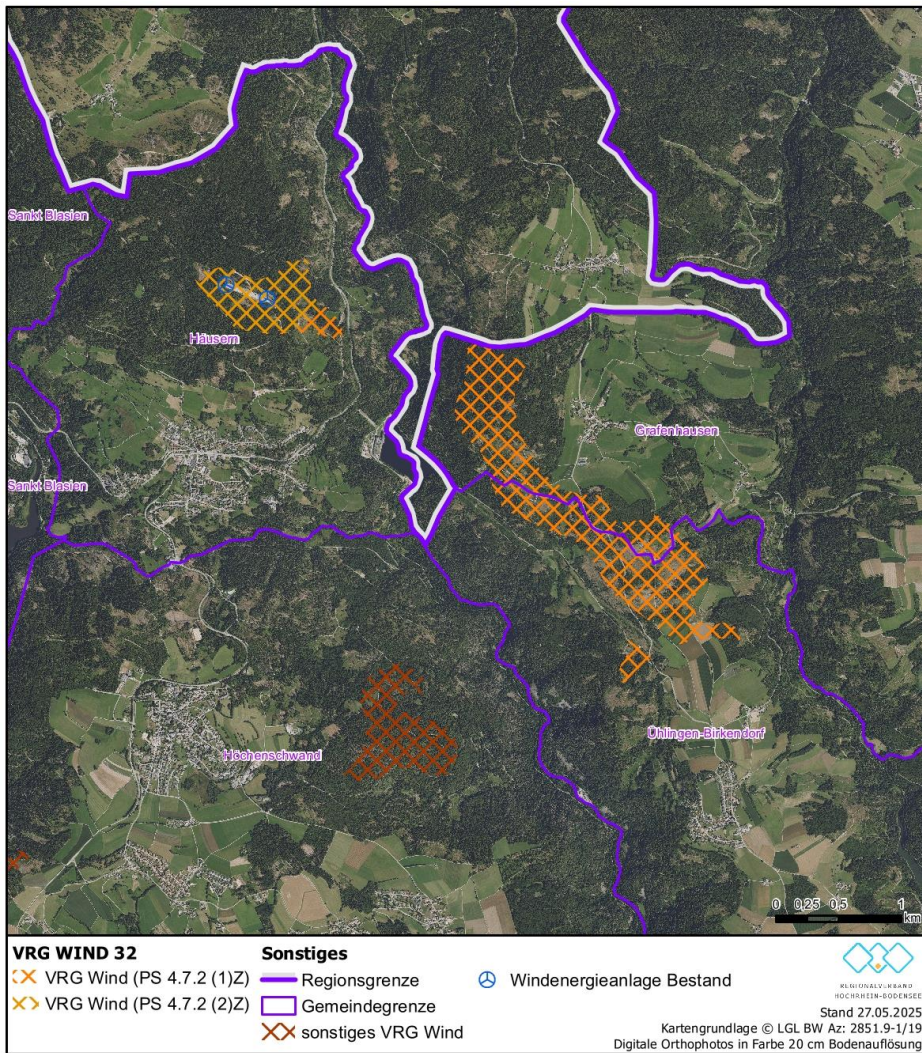 Sankt Blasien
Häusern
Grafenhausen
Sankt Blasien
Ühlingen-Birkendorf
Höchenschwand
0 0,25 0,5 1
km
VRG WIND 32
VRG Wind (PS 4.7.2 (1)Z)
VRG Wind (PS 4.7.2 (2)Z)
Sonstiges
Regionsgrenze
Gemeindegrenze
sonstiges VRG Wind
Windenergieanlage Bestand
REGIONALVERBAND
HOCHRHEIN-BODENSEE
Stand 27.05.2025
Kartengrundlage © LGL BW Az: 2851.9-1/19
Digitale Orthophotos in Farbe 20 cm Bodenauflösung